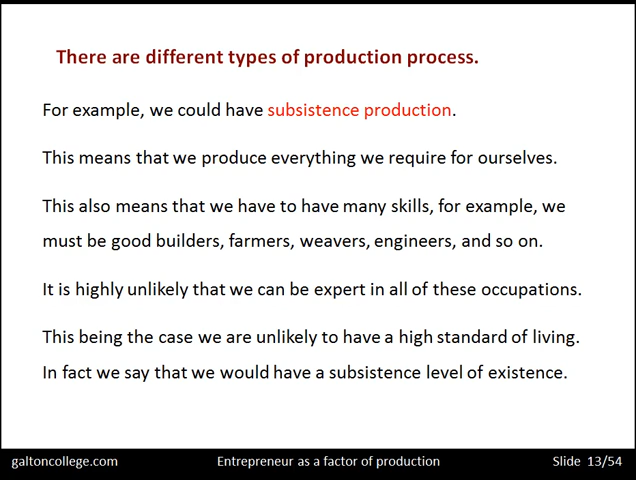 There are different types of production process.
For example, we could have subsistence production.
This means that we produce everything we require for ourselves.
This also means that we have to have many skills, for example, we
must be good builders, farmers, weavers, engineers, and so on.
It is highly unlikely that we can be expert in all of these occupations.
This being the case we are unlikely to have a high standard of living.
In fact we say that we would have a subsistence level of existence.
galtoncollege.com Entrepreneur as a factor of production Slide 13/54